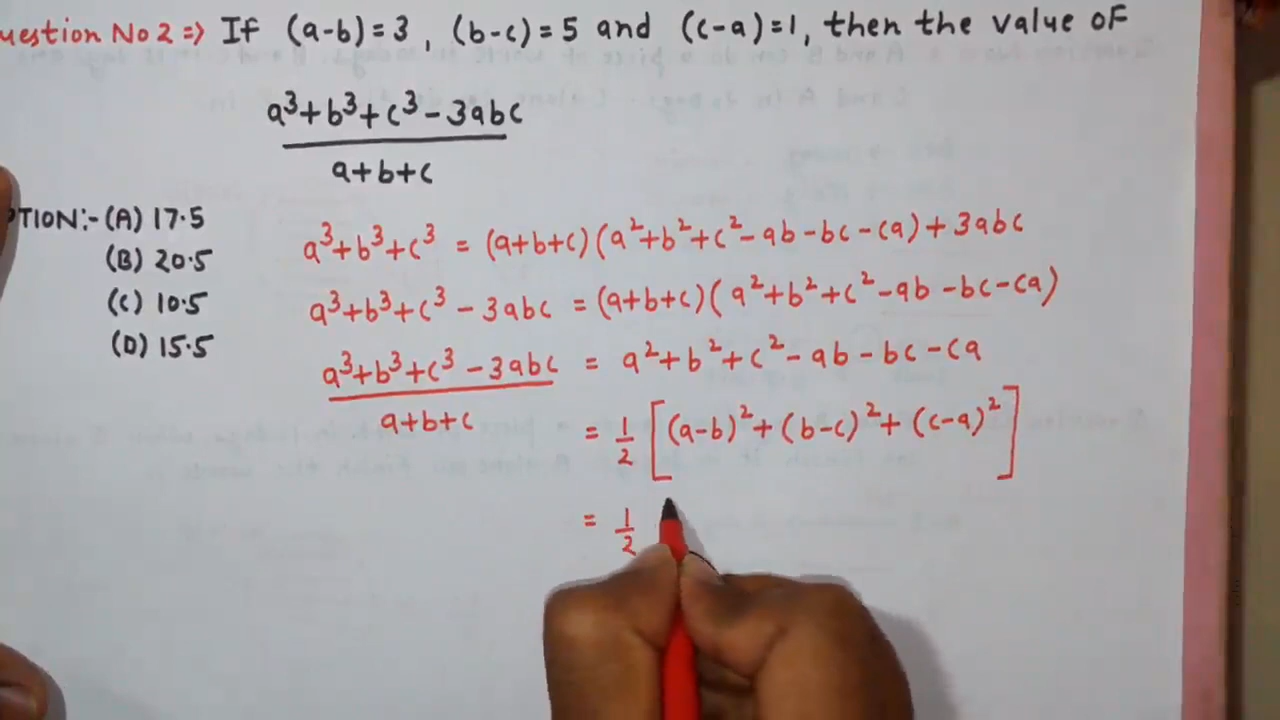 uestion No 2 => If (a-b)=3, (b-c)=5 and (c-a)=1, then the value of
a³+b³+c³-3abc
a+b+c
PTION:- (A) 17.5
(B) 20.5
(C) 10.5
(D) 15.5
a³+b³+c³ = (a+b+c)(a²+b²+c²-ab-bc-ca)+3abc
a³+b³+c³-3abc = (a+b+c)(a²+b²+c²-ab-bc-ca)
a³+b³+c³-3abc = a²+b²+c²-ab-bc-ca
a+b+c
= 1/2 [(a-b)²+(b-c)²+(c-a)²]
= 1/2